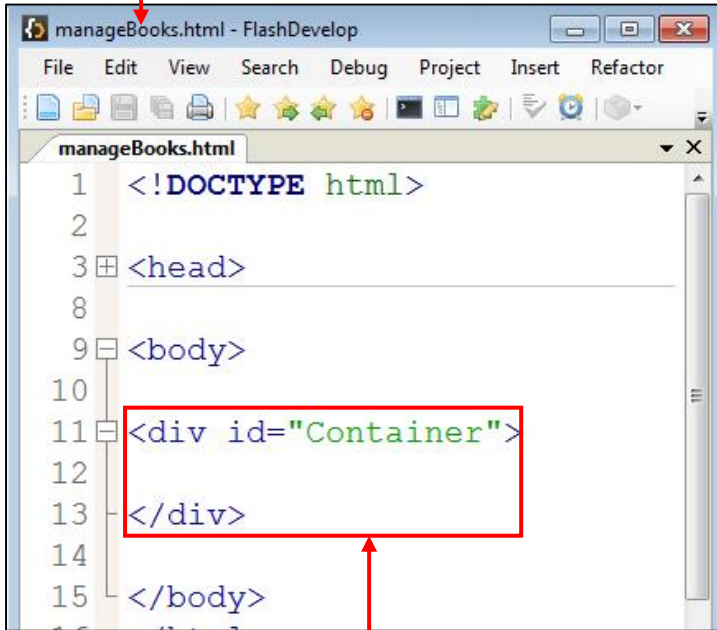 manageBooks.html - FlashDevelop
File Edit View Search Debug Project Insert Refactor
manageBooks.html
1 <!DOCTYPE html>
2
3 <head>
8
9 <body>
10
11 <div id="Container">
12
13 </div>
14
15 </body>